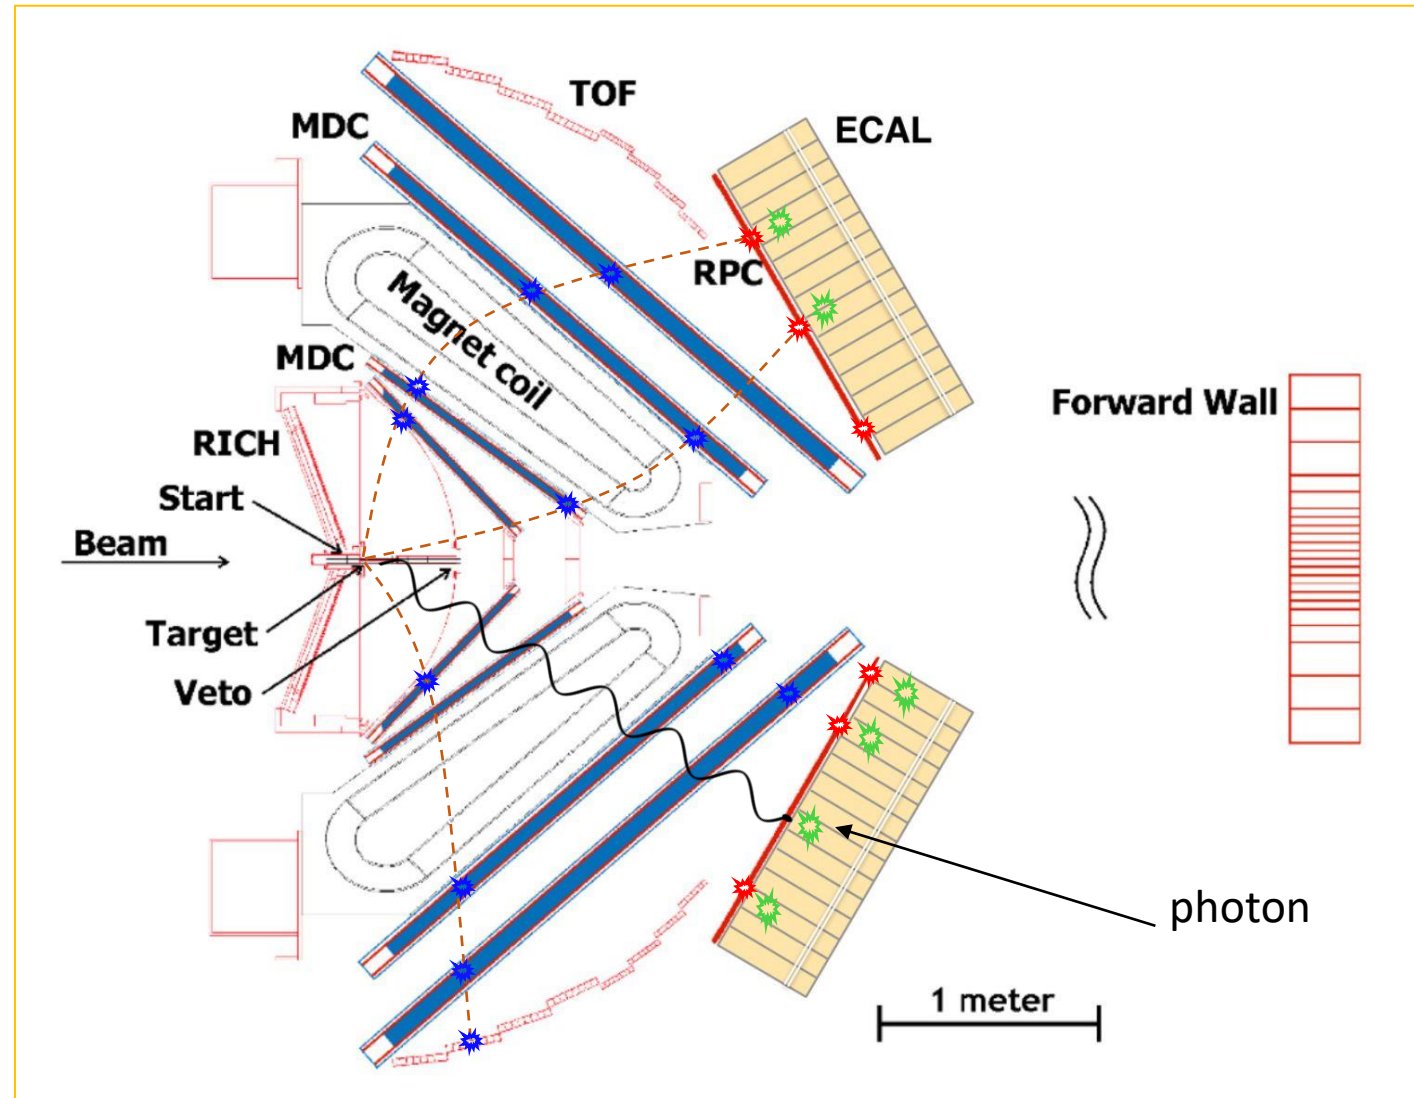 TOF
MDC
ECAL
RPC
Magnet coil
MDC
Forward Wall
RICH
Start
Beam
Target
Veto
photon
1 meter